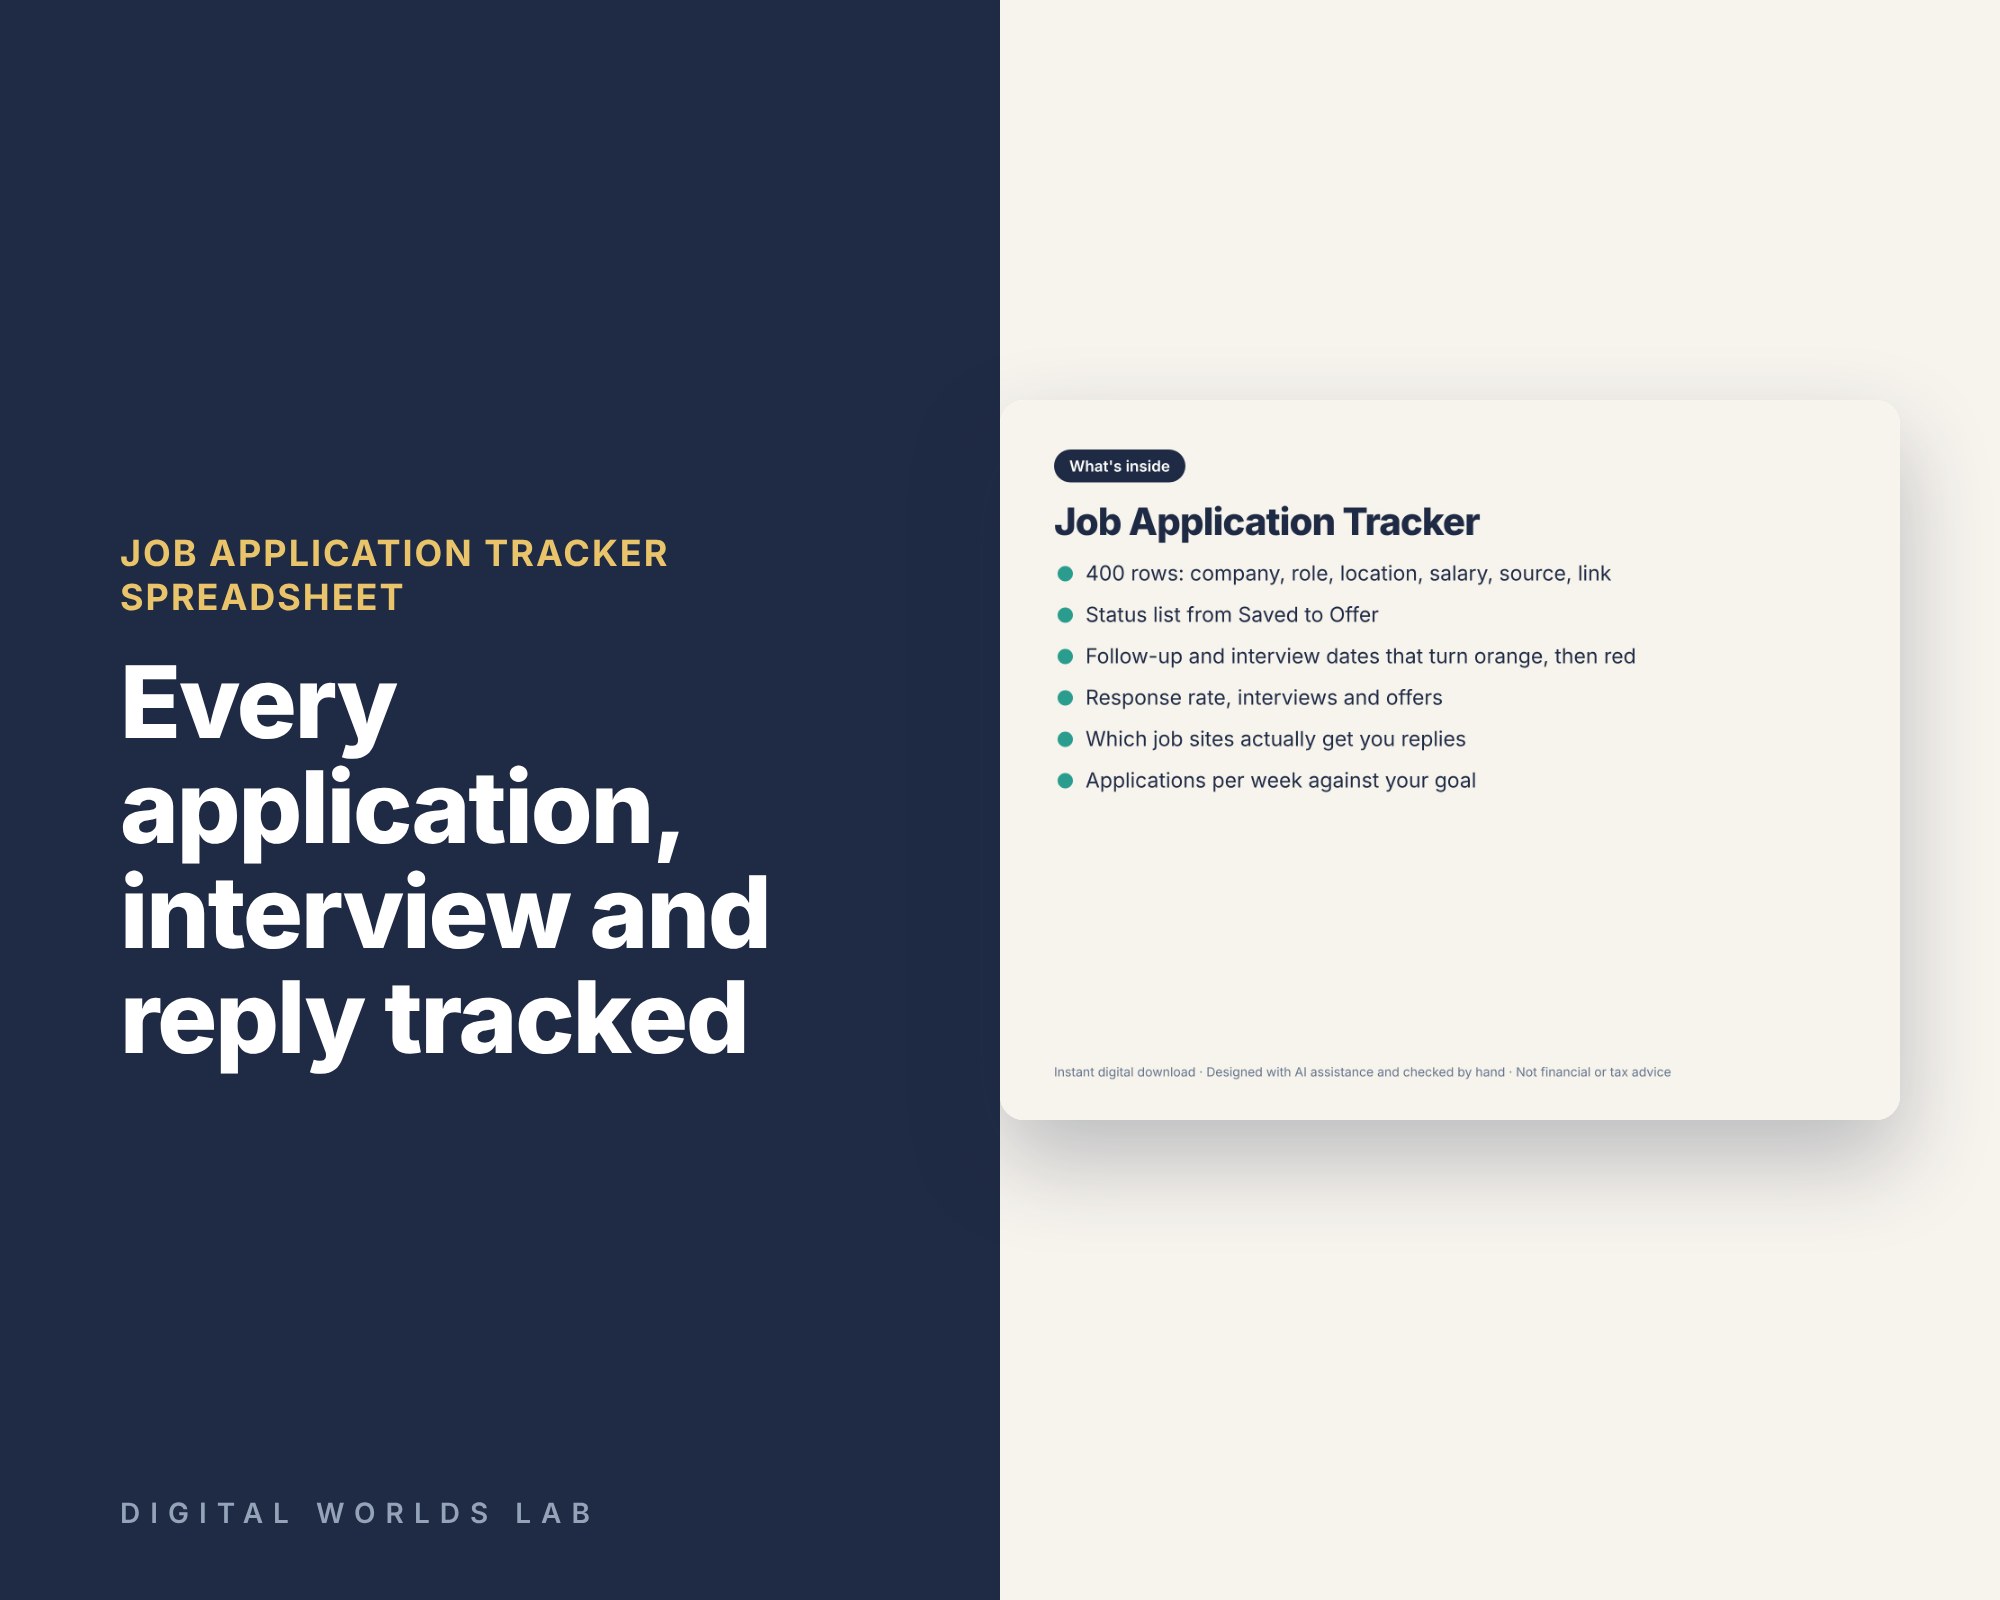 JOB APPLICATION TRACKER
SPREADSHEET
Every
application,
interview and
reply tracked
DIGITAL WORLDS LAB
What's inside
Job Application Tracker
400 rows: company, role, location, salary, source, link
Status list from Saved to Offer
Follow-up and interview dates that turn orange, then red
Response rate, interviews and offers
Which job sites actually get you replies
Applications per week against your goal
Instant digital download · Designed with AI assistance and checked by hand · Not financial or tax advice